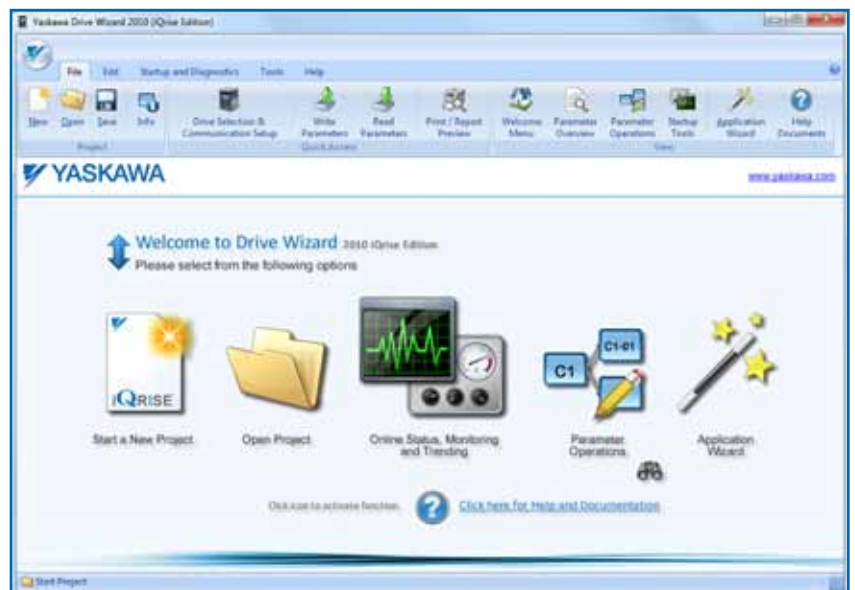 Yaskawa Drive Wizard 2010 (iQrise Edition)
File Edit Startup and Diagnostics Tools Help
New Open Save Info
Drive Selection & Communication Setup
Write Parameters
Read Parameters
Print / Report Preview
Welcome Menu
Parameter Overview
Parameter Operations
Startup Tools
Application Wizard
Help Documents
Project Quick Access View
YASKAWA
www.yaskawa.com
Welcome to Drive Wizard 2010 iQrise Edition
Please select from the following options
iQRISE
C1
C1-01
Start a New Project
Open Project
Online Status, Monitoring
and Trending
Parameter
Operations
Application
Wizard
Click icon to activate function.
?
Click here for Help and Documentation
Start Project